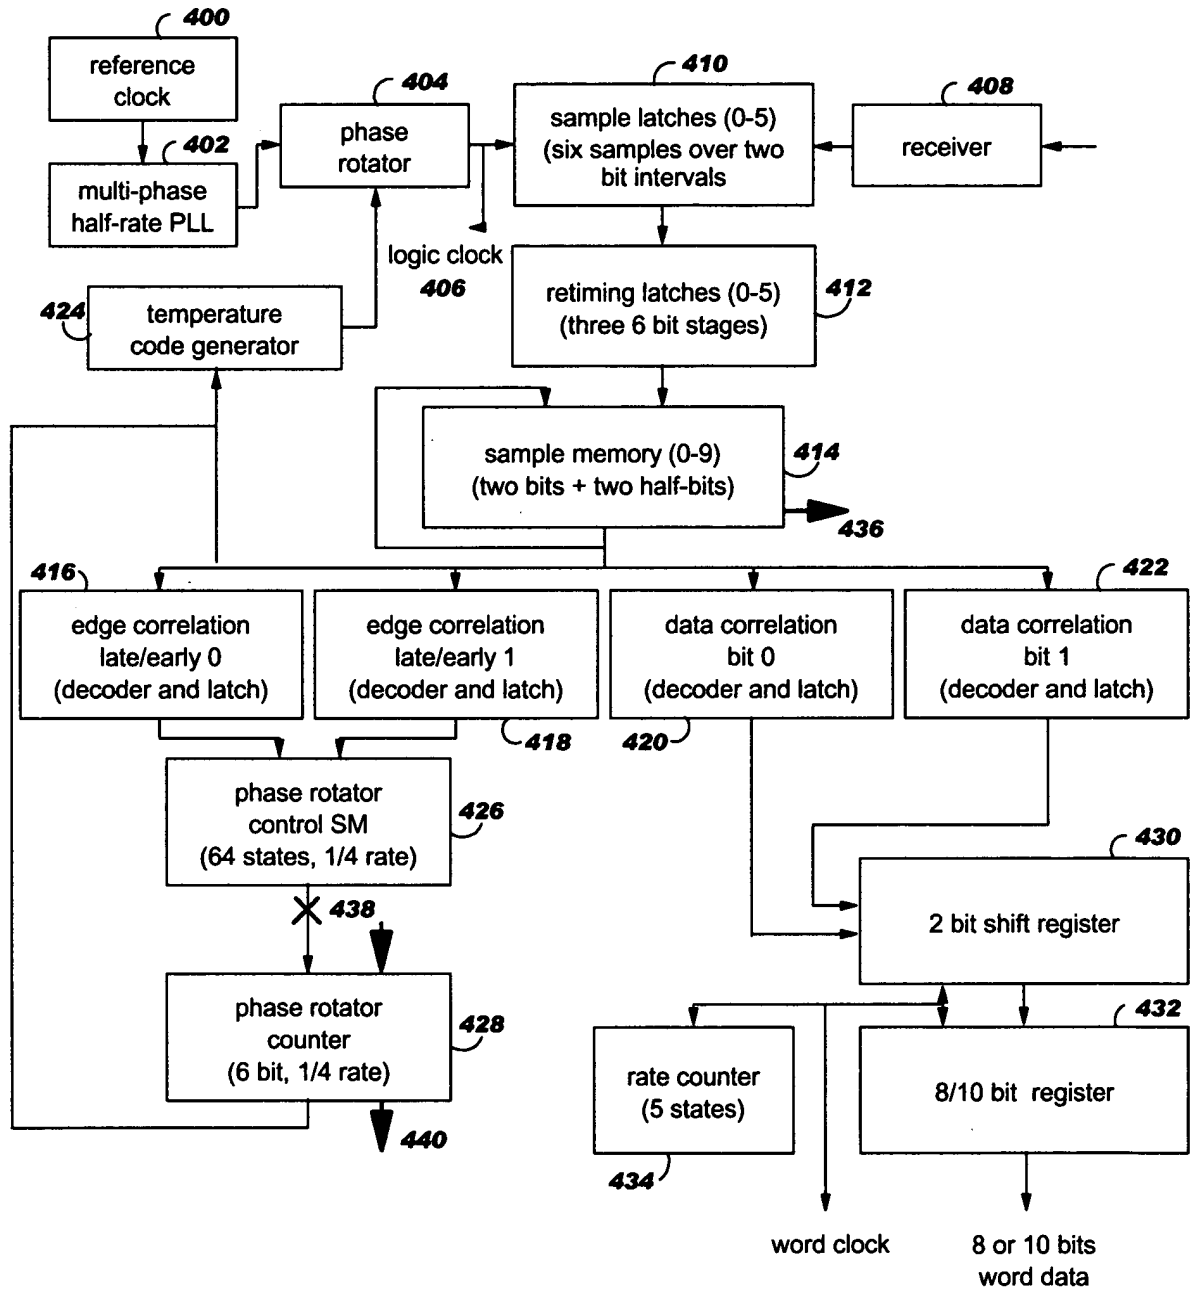 400
reference
clock
402
multi-phase
half-rate PLL
404
phase
rotator
logic clock
406
410
sample latches (0-5)
(six samples over two
bit intervals
408
receiver
424
temperature
code generator
retiming latches (0-5)
(three 6 bit stages)
412
sample memory (0-9)
(two bits + two half-bits)
414
436
416
edge correlation
late/early 0
(decoder and latch)
edge correlation
late/early 1
(decoder and latch)
418
data correlation
bit 0
(decoder and latch)
420
422
data correlation
bit 1
(decoder and latch)
phase rotator
control SM
(64 states, 1/4 rate)
426
438
phase rotator
counter
(6 bit, 1/4 rate)
428
440
430
2 bit shift register
432
8/10 bit register
rate counter
(5 states)
434
word clock
8 or 10 bits
word data